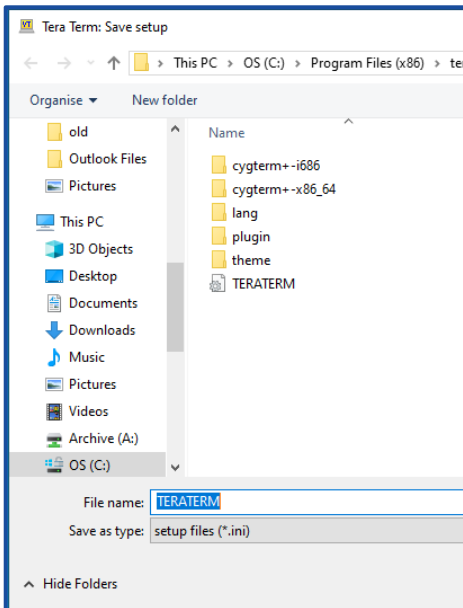 VT Tera Term: Save setup
This PC > OS (C:) > Program Files (x86) > te
Organise New folder
Name
old
Outlook Files
Pictures
This PC
3D Objects
Desktop
Documents
Downloads
Music
Pictures
Videos
Archive (A:)
OS (C:)
cygterm+-i686
cygterm+-x86_64
lang
plugin
theme
TERATERM
File name: TERATERM
Save as type: setup files (*.ini)
Hide Folders